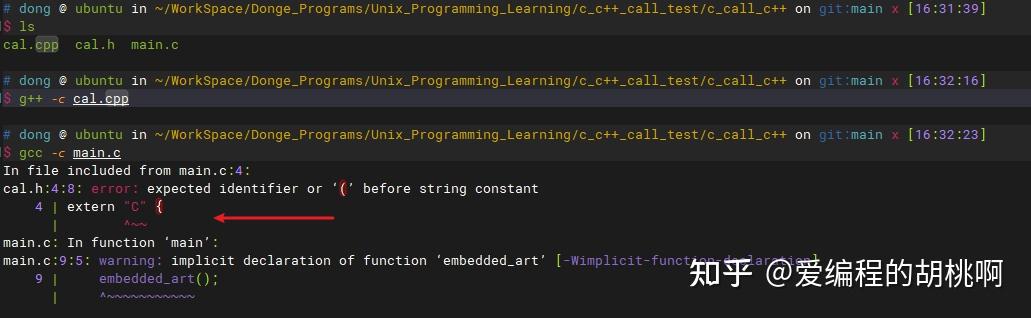 # dong @ ubuntu in ~/WorkSpace/Donge_Programs/Unix_Programming_Learning/c_c++_call_test/c_call_c++ on git:main x [16:31:39]
$ ls
cal.cpp cal.h main.c
# dong @ ubuntu in ~/WorkSpace/Donge_Programs/Unix_Programming_Learning/c_c++_call_test/c_call_c++ on git:main x [16:32:16]
$ g++ -c cal.cpp
# dong @ ubuntu in ~/WorkSpace/Donge_Programs/Unix_Programming_Learning/c_c++_call_test/c_call_c++ on git:main x [16:32:23]
$ gcc -c main.c
In file included from main.c:4:
cal.h:4:8: error: expected identifier or ‘(’ before string constant
4 | extern "C" {
| ^~~
main.c: In function ‘main’:
main.c:9:5: warning: implicit declaration of function ‘embedded_art’ [-Wimplicit-function-declaration]
9 | embedded_art();
| ^~~~~~~~~~~~
知乎 @爱编程的胡桃啊